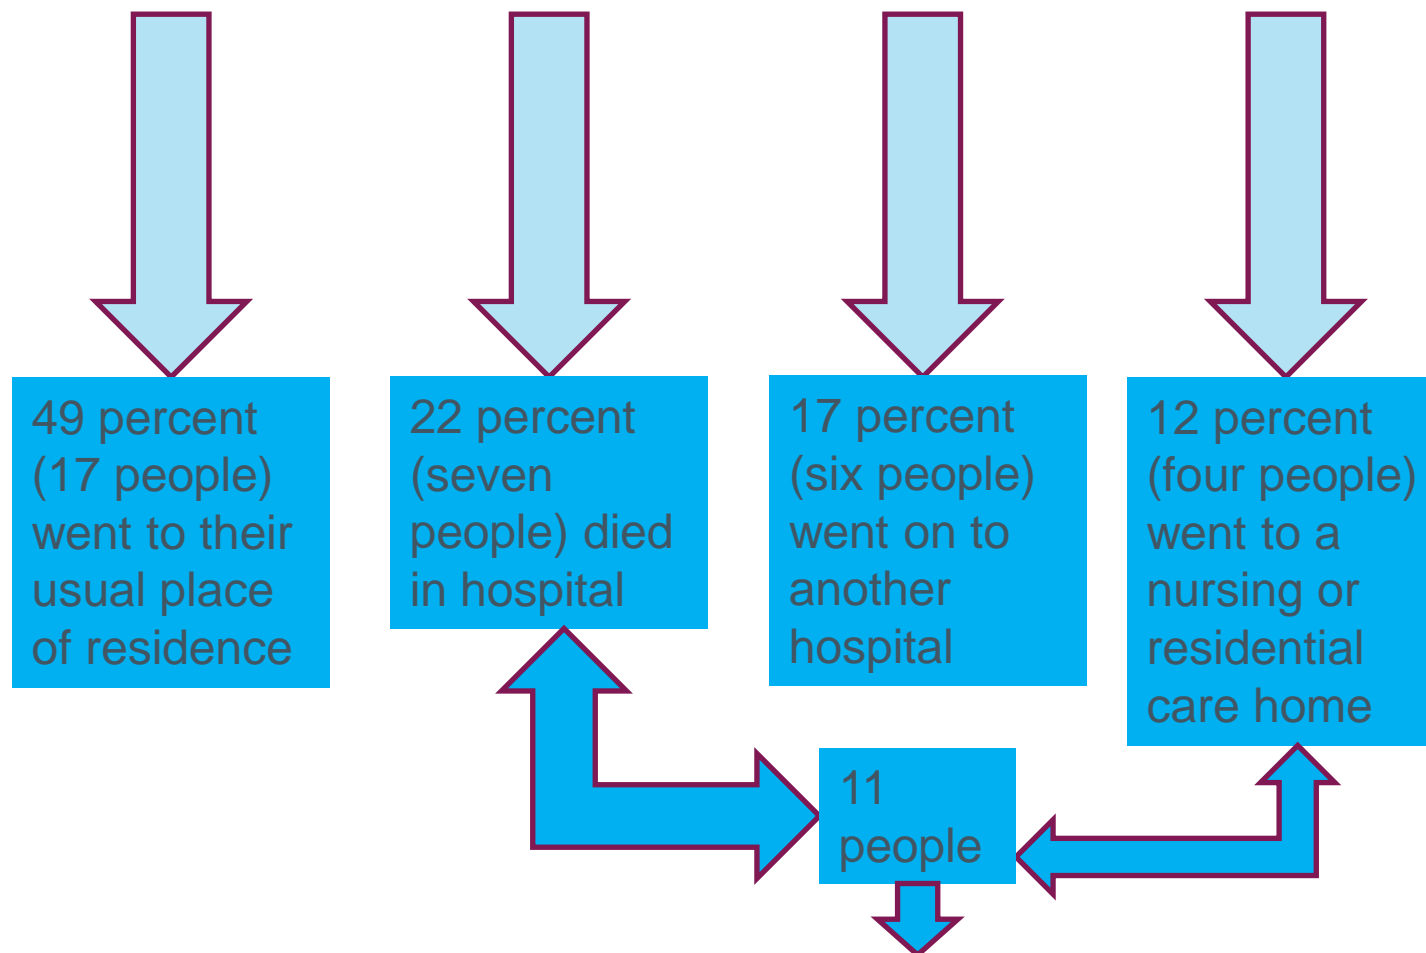 49 percent
(17 people)
went to their
usual place
of residence
22 percent
(seven
people) died
in hospital
17 percent
(six people)
went on to
another
hospital
12 percent
(four people)
went to a
nursing or
residential
care home
11
people